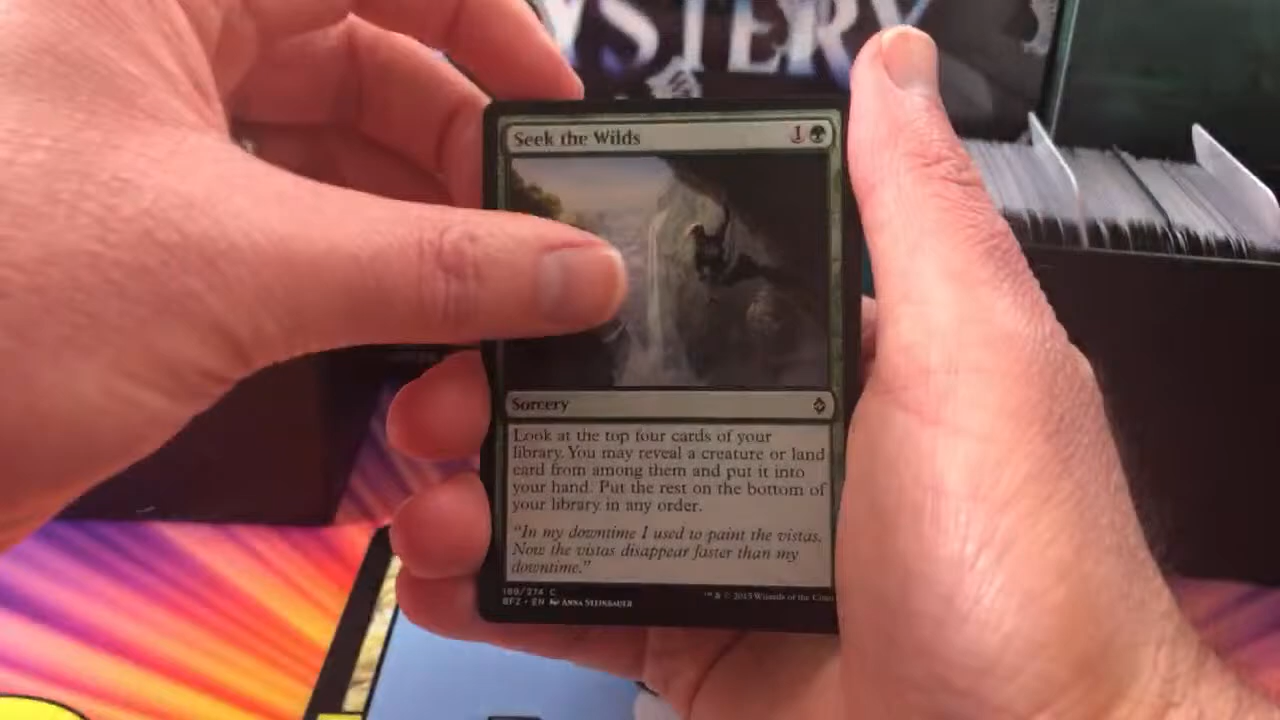 YSTERY
Seek the Wilds 1
Sorcery
Look at the top four cards of your
library. You may reveal a creature or land
card from among them and put it into
your hand. Put the rest on the bottom of
your library in any order.
"In my downtime I used to paint the vistas.
Now the vistas disappear faster than my
downtime."
189/274 C
BFZ • EN Anna Steinbauer
™ & © 2015 Wizards of the Coast